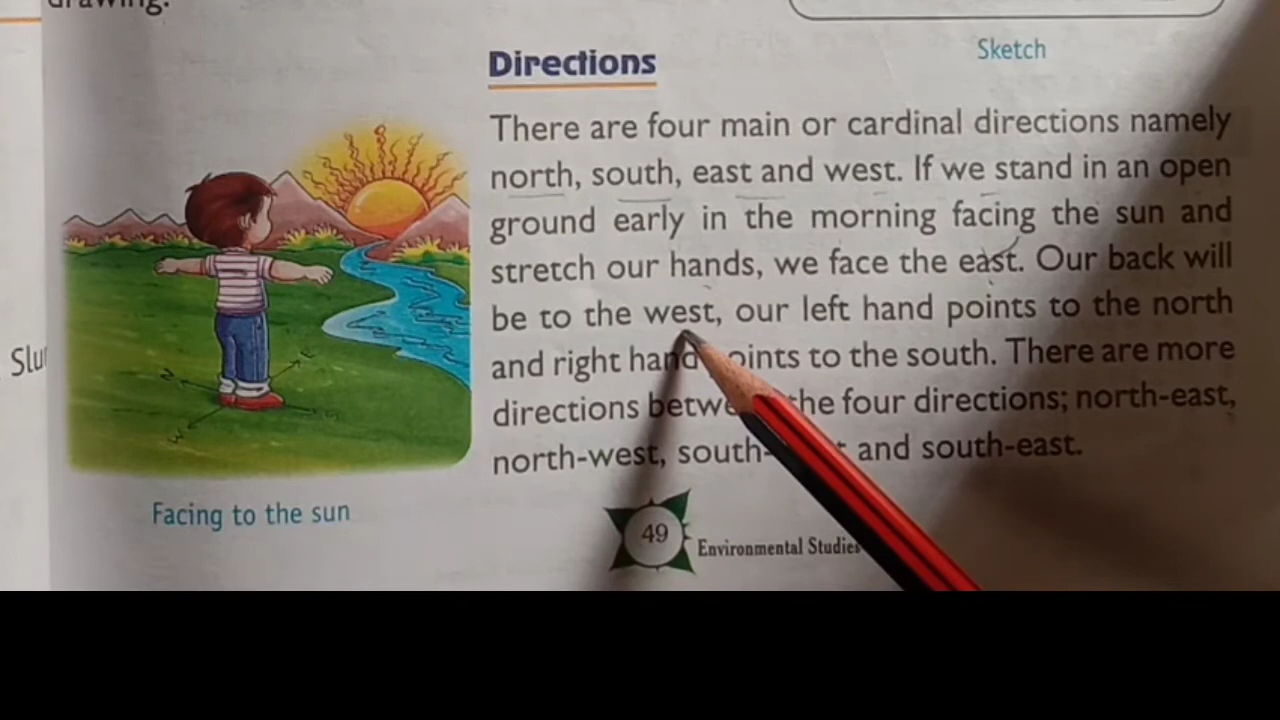 Sketch
Directions
There are four main or cardinal directions namely
north, south, east and west. If we stand in an open
ground early in the morning facing the sun and
stretch our hands, we face the east. Our back will
be to the west, our left hand points to the north
and right hand points to the south. There are more
directions the four directions; north-east,
north-west, and south-east.
Facing to the sun
N
E
W
49
Environmental Studies